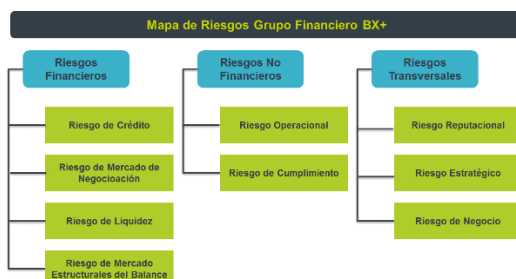 Mapa de Riesgos Grupo Financiero BX+
Riesgos
Financieros
Riesgo de Crédito
Riesgo de Mercado de
Negocioación
Riesgo de Liquidez
Riesgo de Mercado
Estructurales del Balance
Riesgos No
Financieros
Riesgo Operacional
Riesgo de Cumplimiento
Riesgos
Transversales
Riesgo Reputacional
Riesgo Estratégico
Riesgo de Negocio